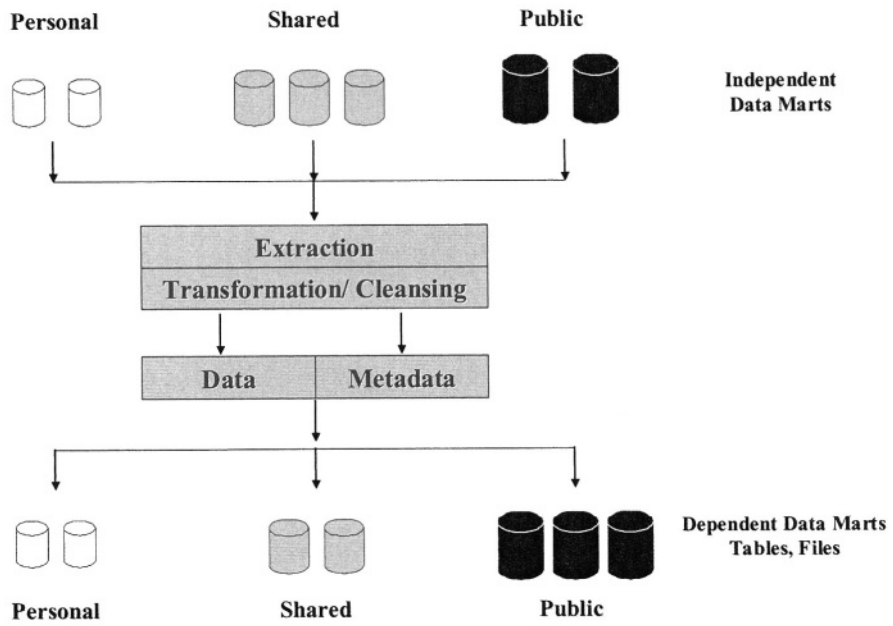 Personal
Shared
Public
Independent
Data Marts
Extraction
Transformation/ Cleansing
Data
Metadata
Dependent Data Marts
Tables, Files
Personal
Shared
Public